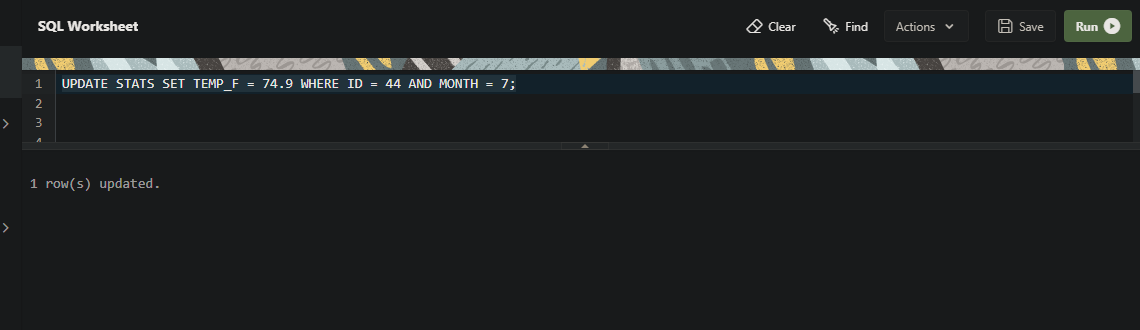 SQL Worksheet
Clear
Find
Actions
Save
Run
1 UPDATE STATS SET TEMP_F = 74.9 WHERE ID = 44 AND MONTH = 7;
2
3
4
1 row(s) updated.